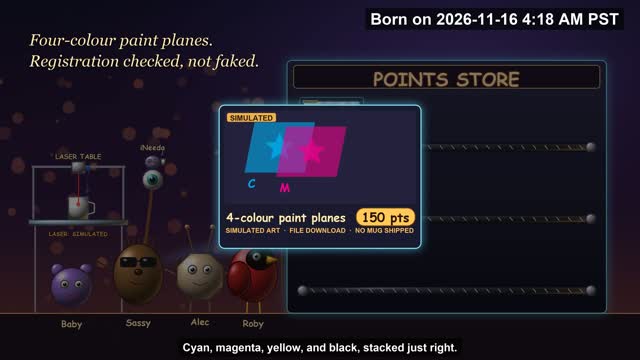 Born on 2026-11-16 4:18 AM PST
Four-colour paint planes.
Registration checked, not faked.
POINTS STORE
SIMULATED
C
M
4-colour paint planes
150 pts
SIMULATED ART · FILE DOWNLOAD · NO MUG SHIPPED
LASER TABLE
iNeeda
LASER: SIMULATED
Baby
Sassy
Alec
Roby
Cyan, magenta, yellow, and black, stacked just right.